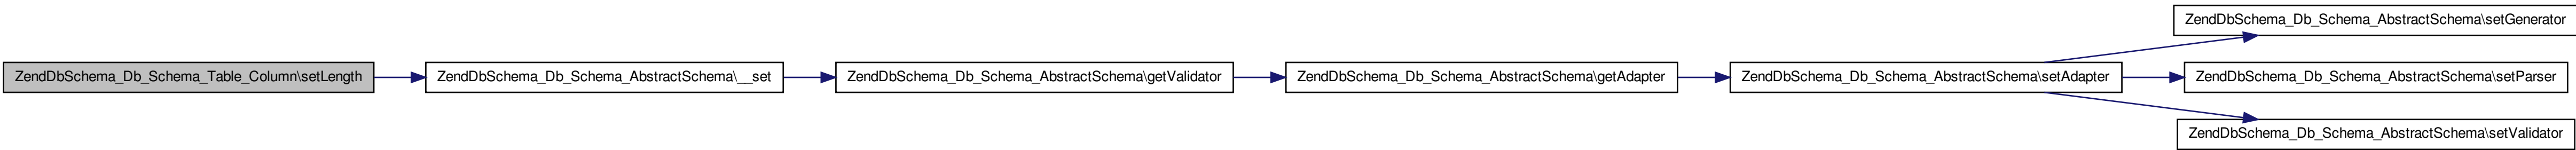 ZendDbSchema_Db_Schema_Table_Column\setLength
ZendDbSchema_Db_Schema_AbstractSchema\__set
ZendDbSchema_Db_Schema_AbstractSchema\getValidator
ZendDbSchema_Db_Schema_AbstractSchema\getAdapter
ZendDbSchema_Db_Schema_AbstractSchema\setAdapter
ZendDbSchema_Db_Schema_AbstractSchema\setGenerator
ZendDbSchema_Db_Schema_AbstractSchema\setParser
ZendDbSchema_Db_Schema_AbstractSchema\setValidator